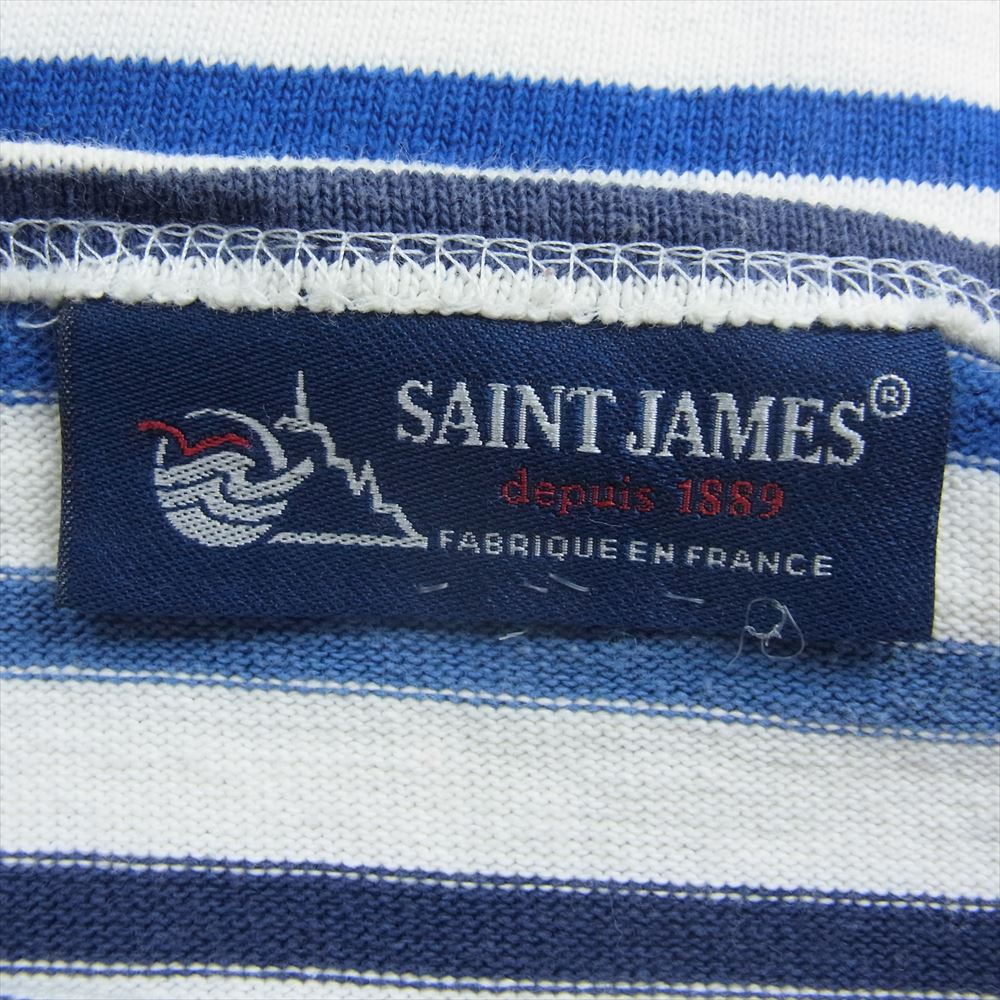 SAINT JAMES®
depuis 1889
FABRIQUE EN FRANCE